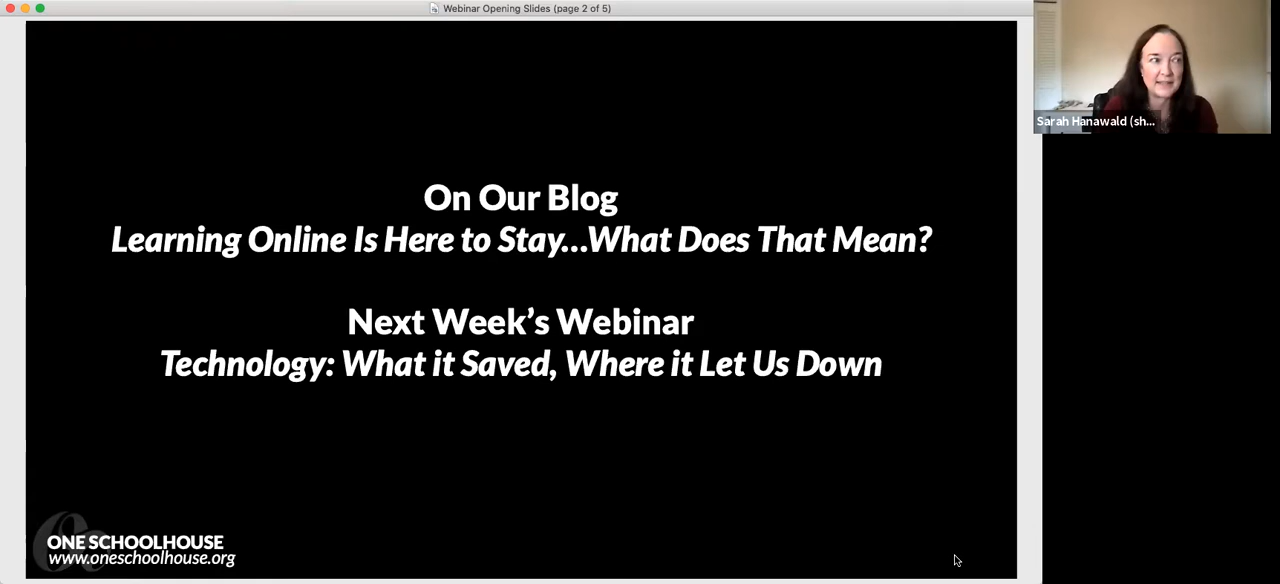 Webinar Opening Slides (page 2 of 5)
Sarah Hanawald (sh...
On Our Blog
Learning Online Is Here to Stay...What Does That Mean?
Next Week's Webinar
Technology: What it Saved, Where it Let Us Down
ONE SCHOOLHOUSE
www.oneschoolhouse.org